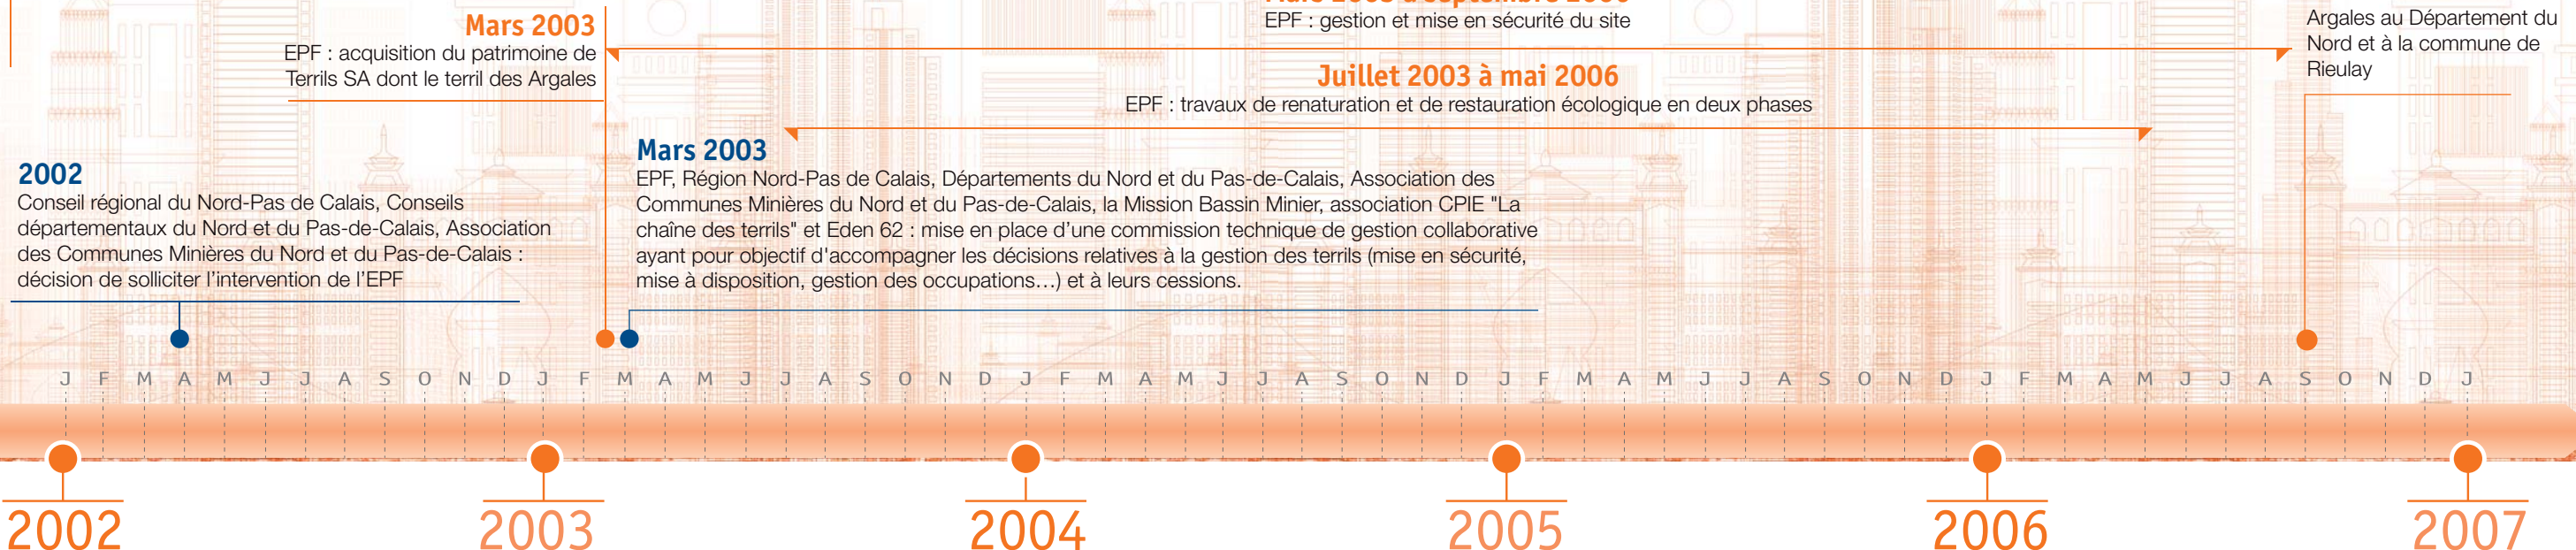 Mars 2003
EPF : acquisition du patrimoine de
Terrils SA dont le terril des Argales
EPF : gestion et mise en sécurité du site
Juillet 2003 à mai 2006
EPF : travaux de renaturation et de restauration écologique en deux phases
Argales au Département du
Nord et à la commune de
Rieulay
2002
Conseil régional du Nord-Pas de Calais, Conseils
départementaux du Nord et du Pas-de-Calais, Association
des Communes Minières du Nord et du Pas-de-Calais :
décision de solliciter l’intervention de l’EPF
Mars 2003
EPF, Région Nord-Pas de Calais, Départements du Nord et du Pas-de-Calais, Association des
Communes Minières du Nord et du Pas-de-Calais, la Mission Bassin Minier, association CPIE "La
chaîne des terrils" et Eden 62 : mise en place d’une commission technique de gestion collaborative
ayant pour objectif d'accompagner les décisions relatives à la gestion des terrils (mise en sécurité,
mise à disposition, gestion des occupations…) et à leurs cessions.
J F M A M J J A S O N D J F M A M J J A S O N D J F M A M J J A S O N D J F M A M J J A S O N D J F M A M J J A S O N D J
2002 2003 2004 2005 2006 2007